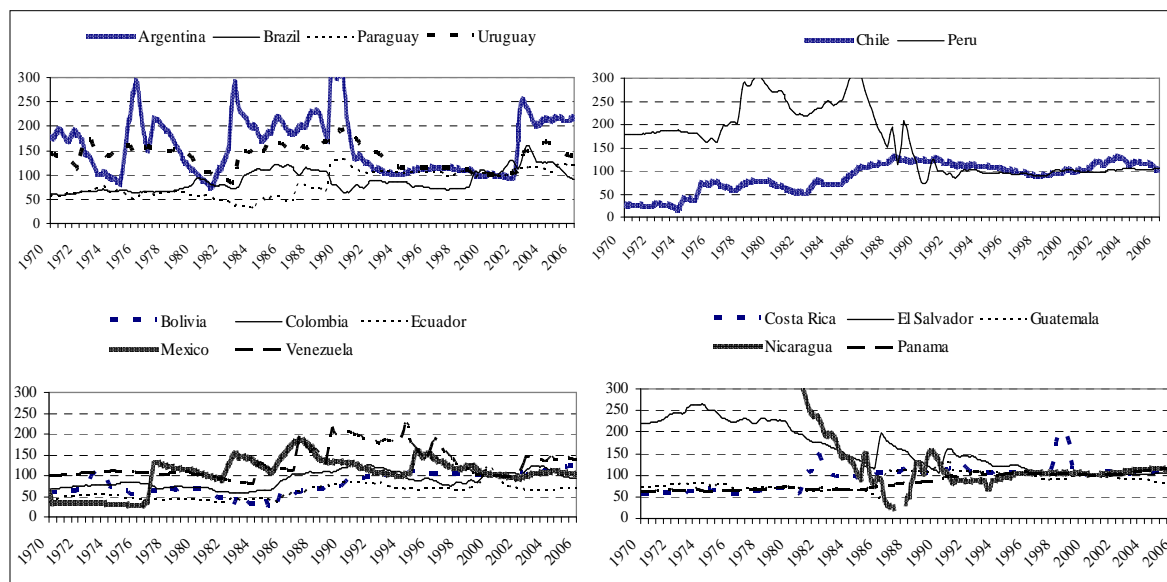 Argentina Brazil Paraguay Uruguay
300
250
200
150
100
50
0
1970 1972 1974 1976 1978 1980 1982 1984 1986 1988 1990 1992 1994 1996 1998 2000 2002 2004 2006
Chile Peru
300
250
200
150
100
50
0
1970 1972 1974 1976 1978 1980 1982 1984 1986 1988 1990 1992 1994 1996 1998 2000 2002 2004 2006
Bolivia Colombia Ecuador
Mexico Venezuela
300
250
200
150
100
50
0
1970 1972 1974 1976 1978 1980 1982 1984 1986 1988 1990 1992 1994 1996 1998 2000 2002 2004 2006
Costa Rica El Salvador Guatemala
Nicaragua Panama
300
250
200
150
100
50
0
1970 1972 1974 1976 1978 1980 1982 1984 1986 1988 1990 1992 1994 1996 1998 2000 2002 2004 2006